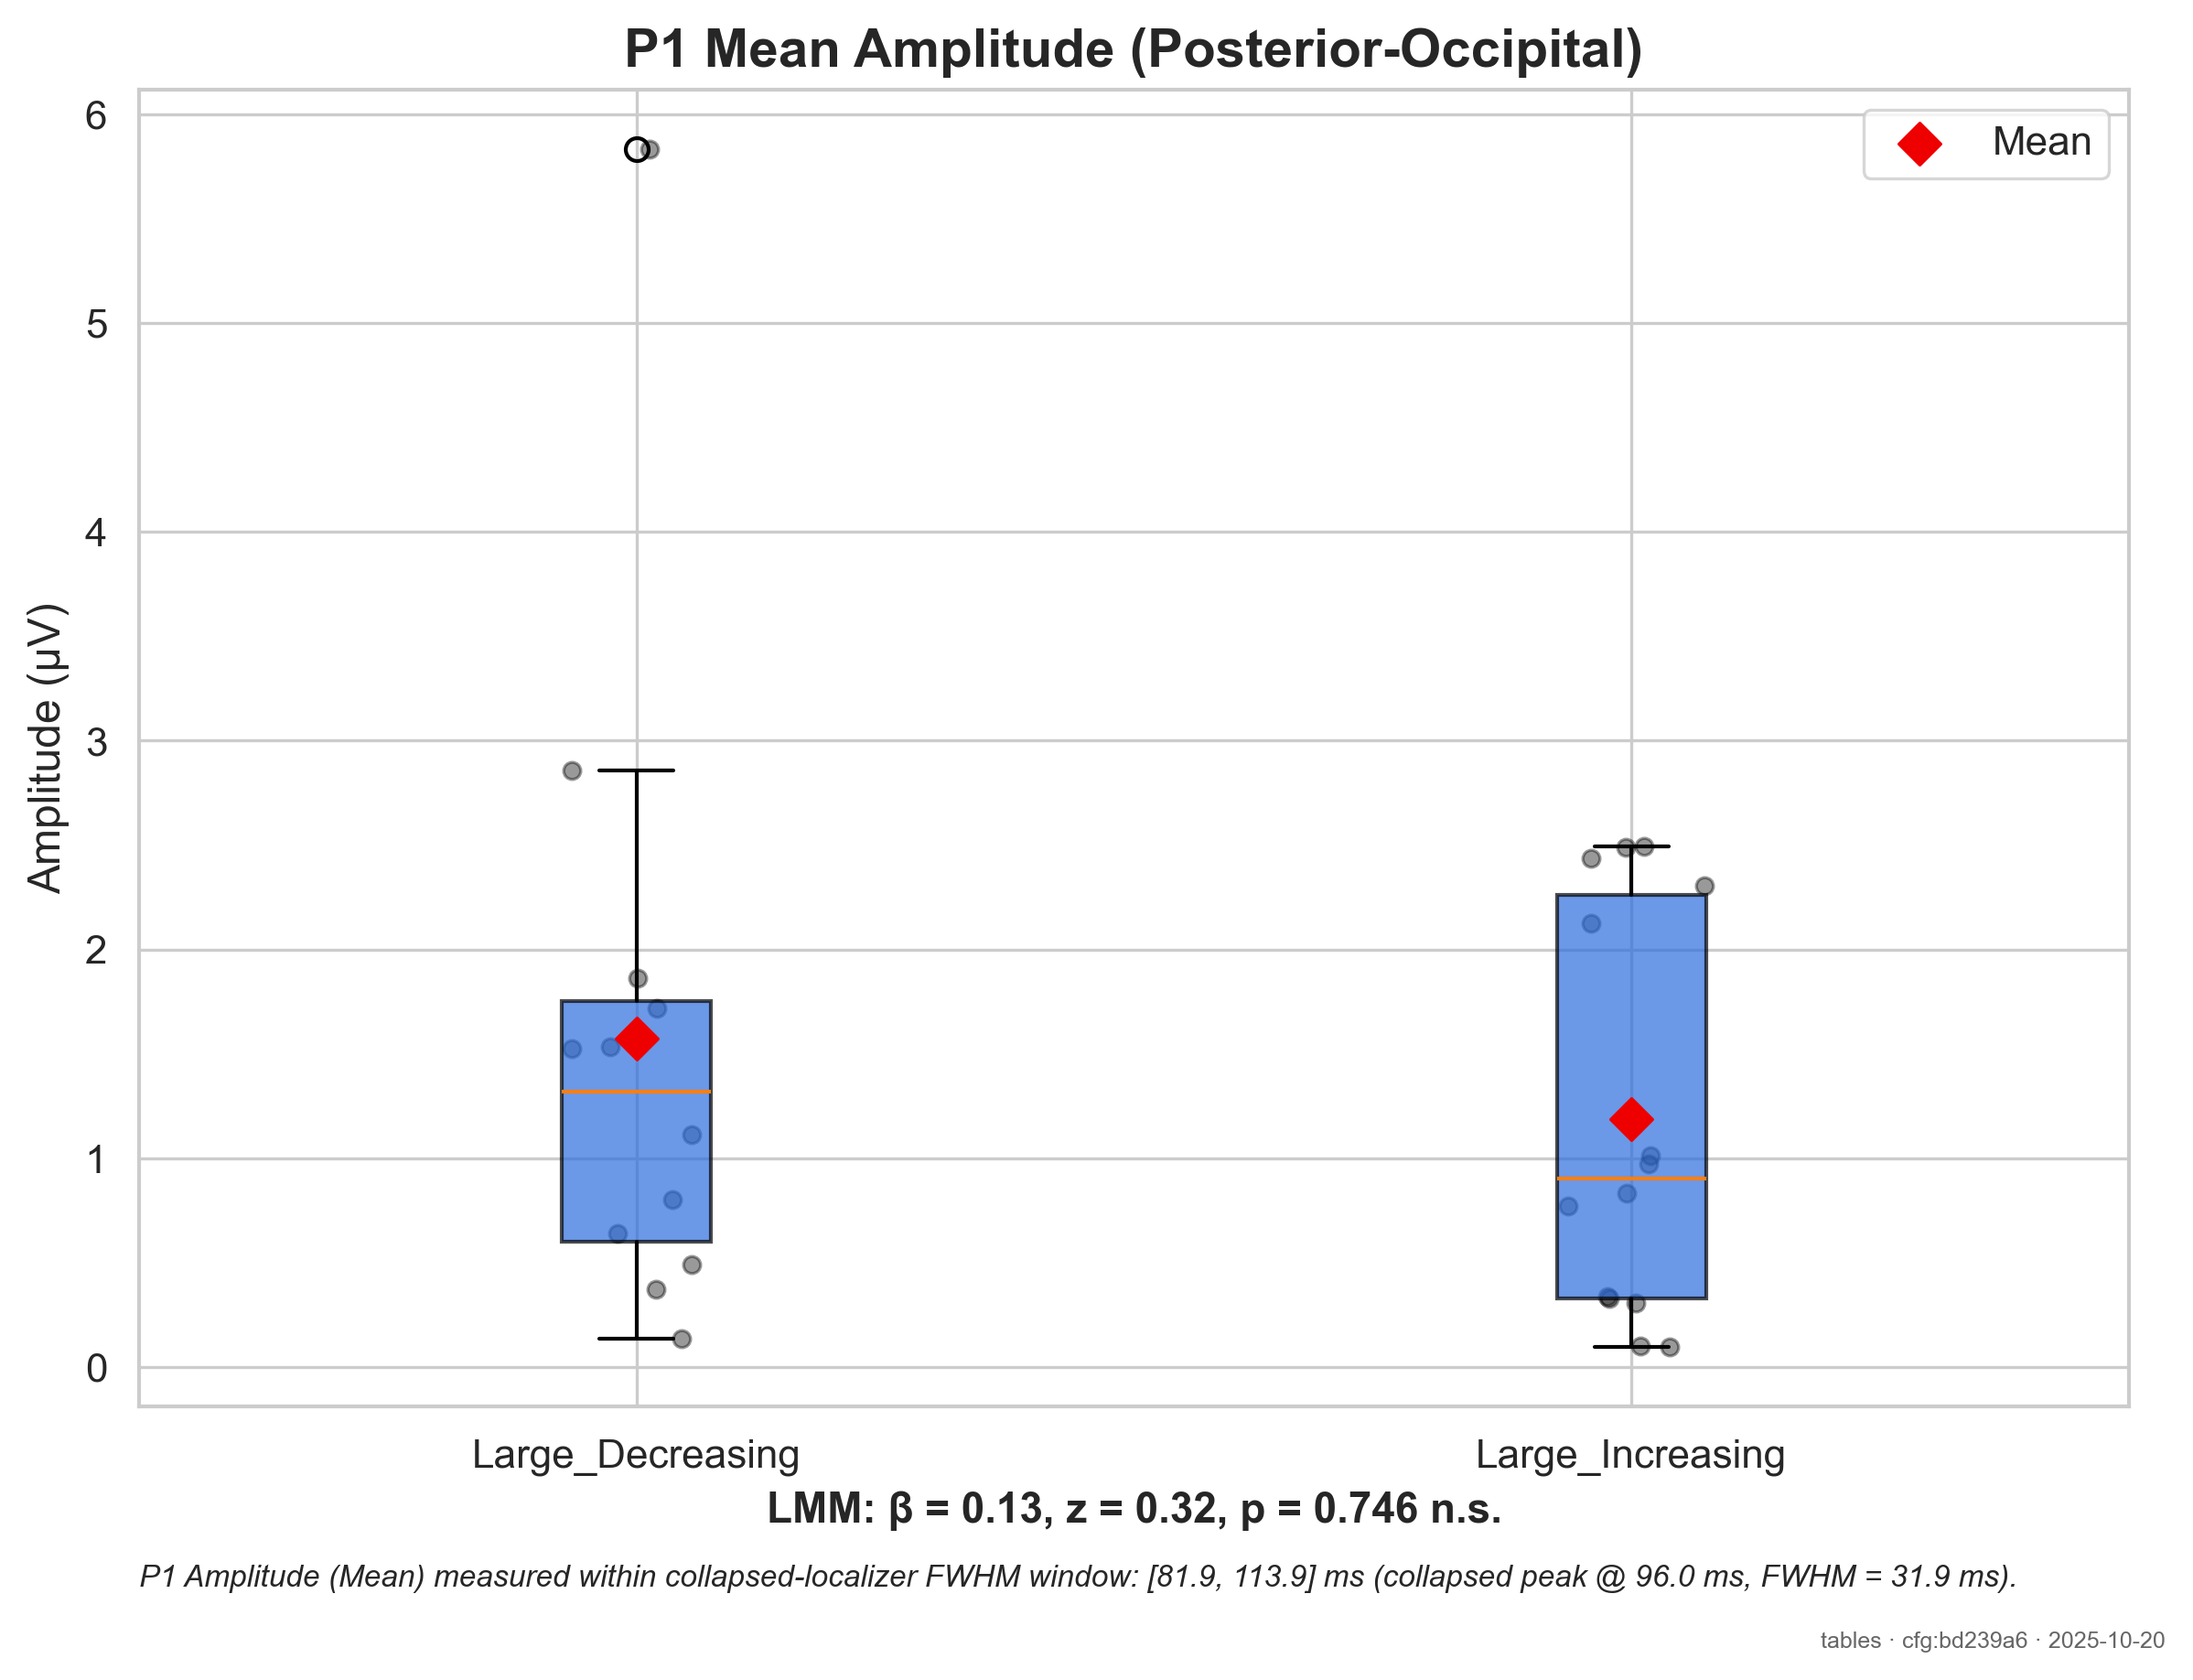 P1 Mean Amplitude (Posterior-Occipital)
Mean
6
5
4
3
2
1
0
Amplitude (µV)
Large_Decreasing
Large_Increasing
LMM: β = 0.13, z = 0.32, p = 0.746 n.s.
P1 Amplitude (Mean) measured within collapsed-localizer FWHM window: [81.9, 113.9] ms (collapsed peak @ 96.0 ms, FWHM = 31.9 ms).
tables · cfg:bd239a6 · 2025-10-20